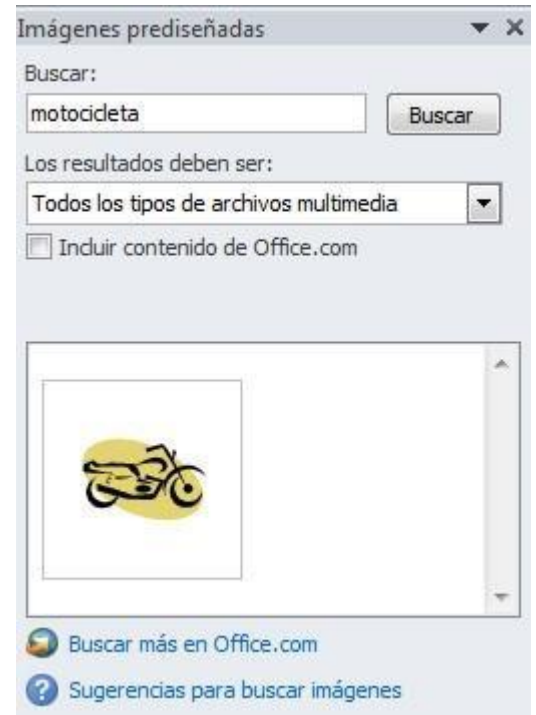 Imágenes prediseñadas
Buscar:
motocicleta
Buscar
Los resultados deben ser:
Todos los tipos de archivos multimedia
Incluir contenido de Office.com
Buscar más en Office.com
Sugerencias para buscar imágenes